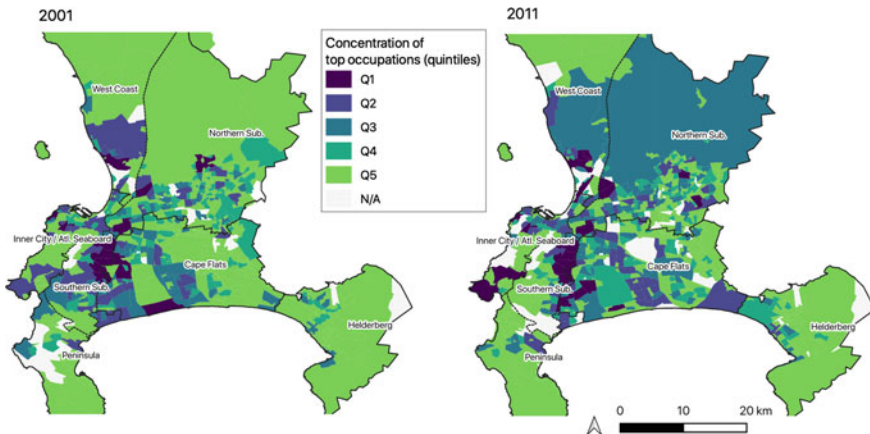 2001
2011
Concentration of
top occupations (quintiles)
Q1
Q2
Q3
Q4
Q5
N/A
West Coast
Northern Sub.
Inner City / Atl. Seaboard
Cape Flats
Southern Sub.
Helderberg
Peninsula
West Coast
Northern Sub.
Inner City / Atl. Seaboard
Cape Flats
Southern Sub.
Helderberg
Peninsula
0 10 20 km